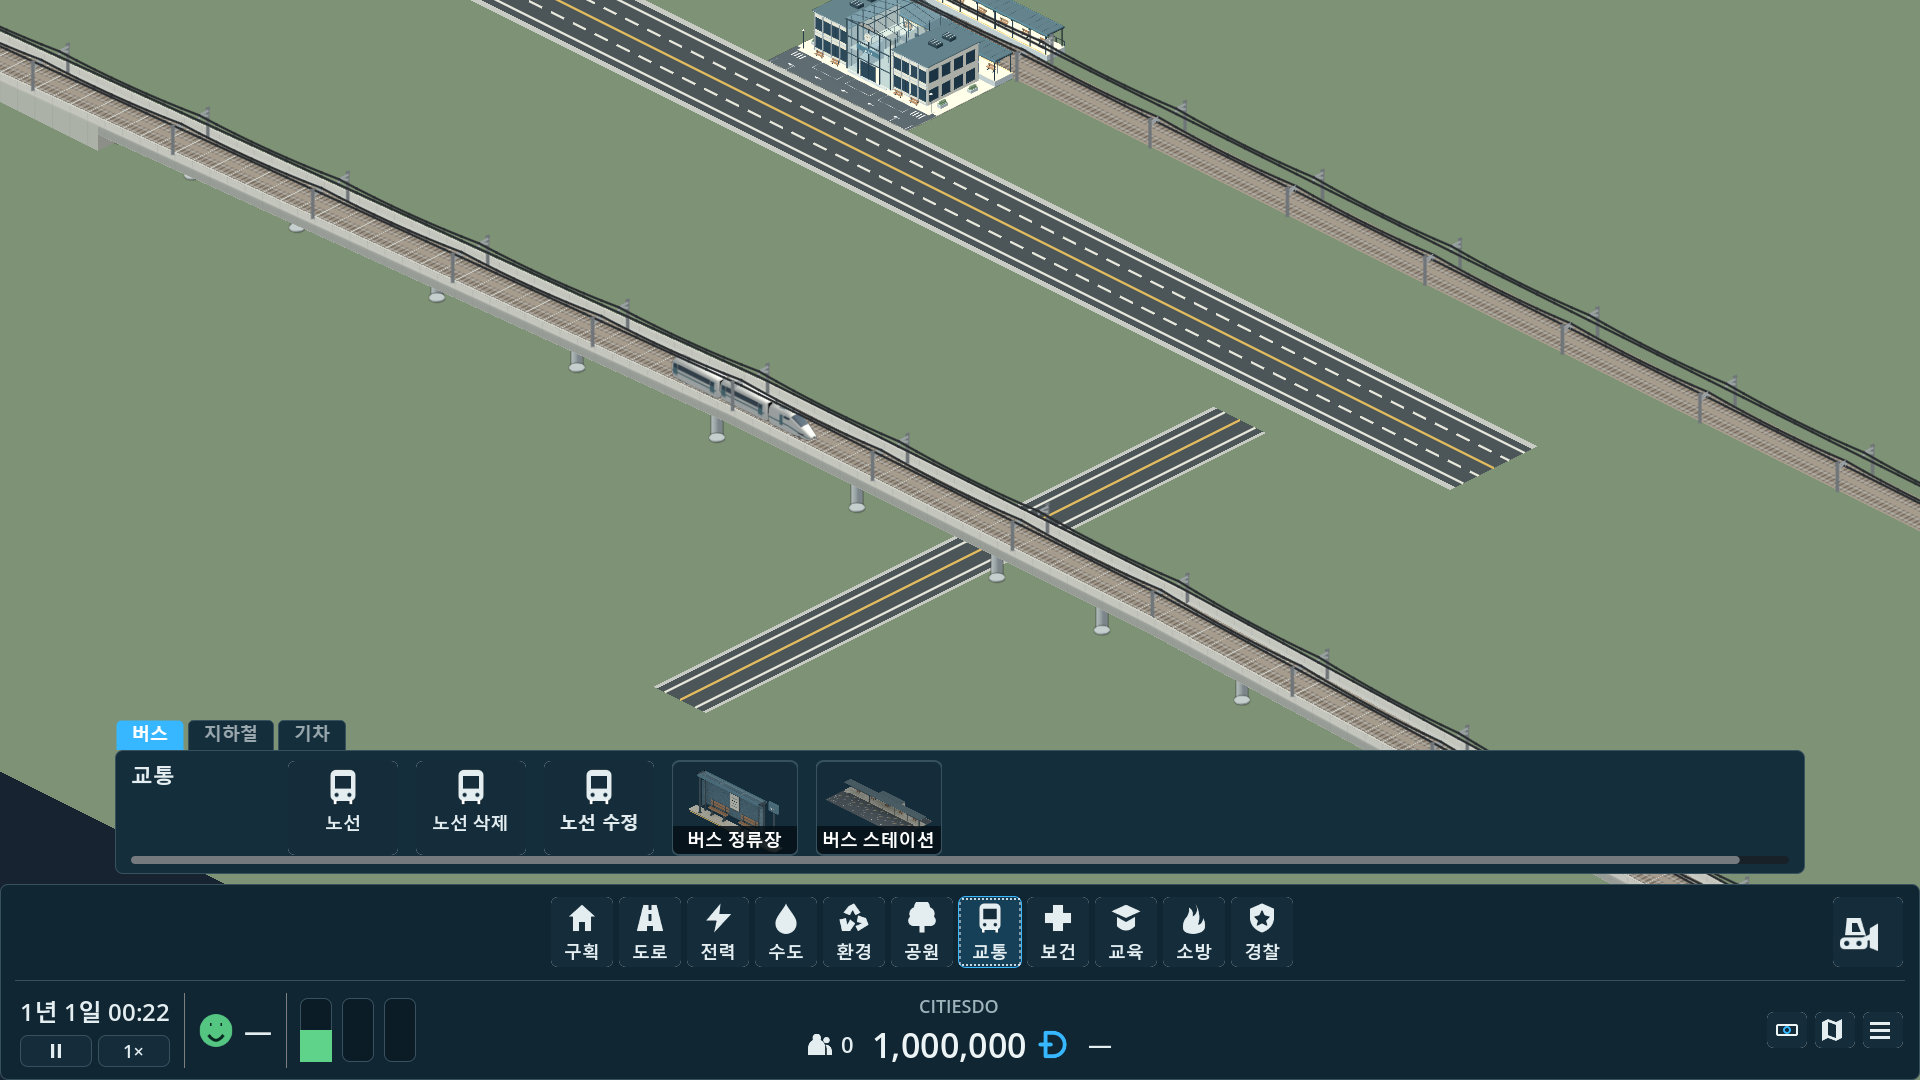 버스 지하철 기차
교통
노선
노선 삭제
노선 수정
버스 정류장
버스 스테이션
구획
도로
전력
수도
환경
공원
교통
보건
교육
소방
경찰
1년 1일 00:22
1×
CITIESDO
0 1,000,000 Đ —